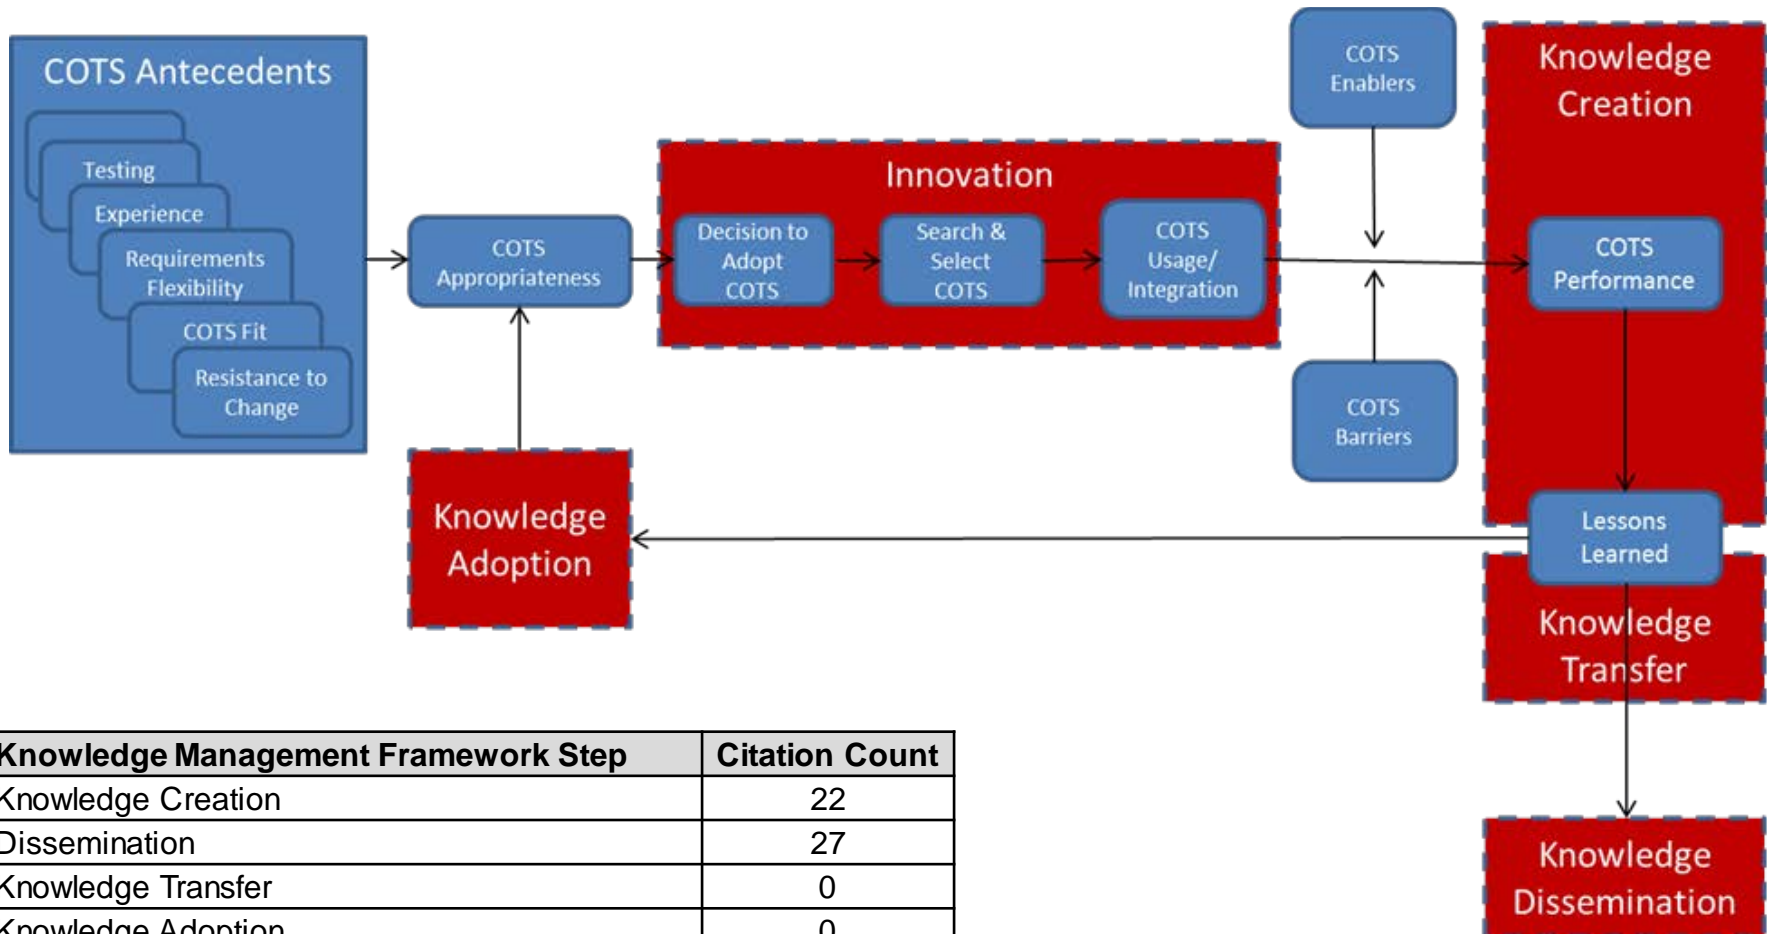 COTS Antecedents
Testing
Experience
Requirements
Flexibility
COTS Fit
Resistance to
Change
COTS
Appropriateness
Innovation
Decision to
Adopt
COTS
Search &
Select
COTS
COTS
Usage/
Integration
COTS
Enablers
COTS
Barriers
Knowledge
Creation
COTS
Performance
Lessons
Learned
Knowledge
Adoption
Knowledge
Transfer
Knowledge
Dissemination
Knowledge Management Framework Step Citation Count
Knowledge Creation 22
Dissemination 27
Knowledge Transfer 0
Knowledge Adoption 0